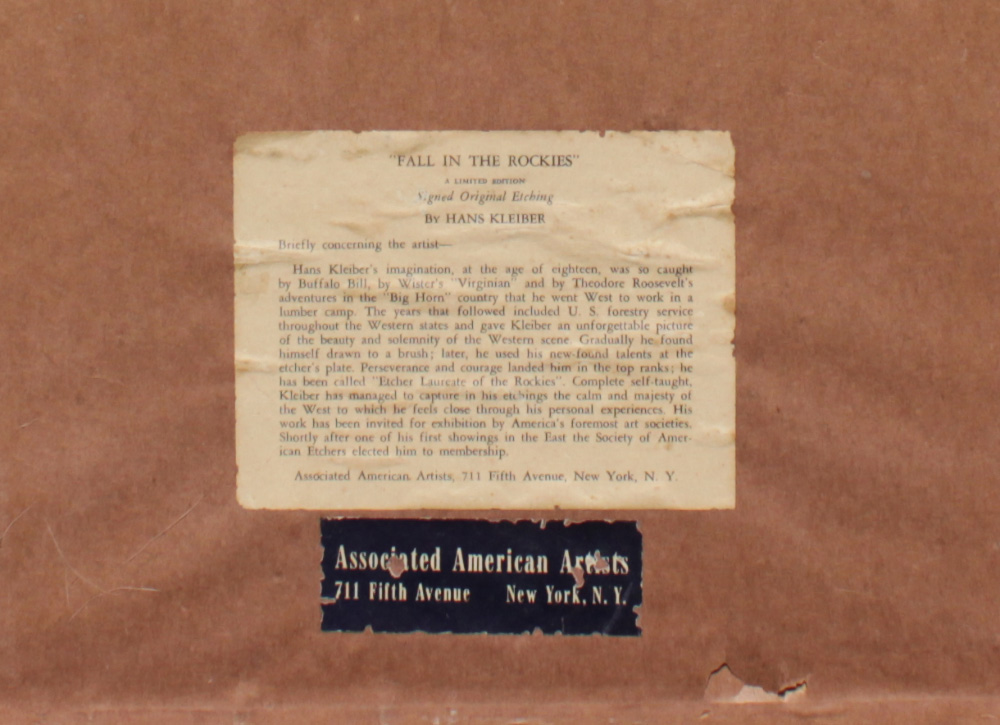 "FALL IN THE ROCKIES"
A LIMITED EDITION
Signed Original Etching
BY HANS KLEIBER
Briefly concerning the artist—
Hans Kleiber's imagination, at the age of eighteen, was so caught
by Buffalo Bill, by Wister's "Virginian" and by Theodore Roosevelt's
adventures in the "Big Horn" country that he went West to work in a
lumber camp. The years that followed included U. S. forestry service
throughout the Western states and gave Kleiber an unforgettable picture
of the beauty and solemnity of the Western scene. Gradually he found
himself drawn to a brush; later, he used his new-found talents at the
etcher's plate. Perseverance and courage landed him in the top ranks; he
has been called "Etcher Laureate of the Rockies". Complete self-taught,
Kleiber has managed to capture in his etchings the calm and majesty of
the West to which he feels close through his personal experiences. His
work has been invited for exhibition by America's foremost art societies.
Shortly after one of his first showings in the East the Society of Amer-
ican Etchers elected him to membership.
Associated American Artists, 711 Fifth Avenue, New York, N. Y.
Associated American Artists
711 Fifth Avenue New York, N. Y.